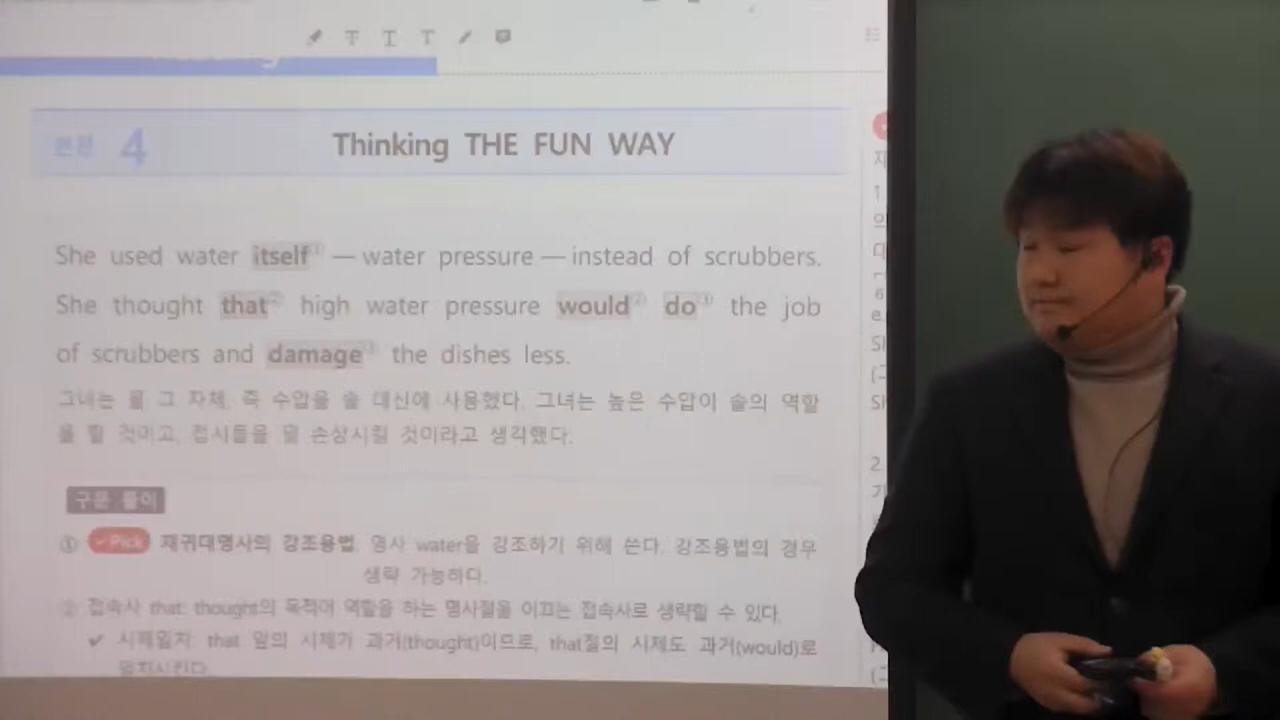 본문 4
Thinking THE FUN WAY
She used water itself① — water pressure — instead of scrubbers.
She thought that② high water pressure would② do③ the job
of scrubbers and damage③ the dishes less.
그녀는 물 그 자체, 즉 수압을 솔 대신에 사용했다. 그녀는 높은 수압이 솔의 역할
을 할 것이고, 접시들을 덜 손상시킬 것이라고 생각했다.
구문 풀이
① ✓Pick 재귀대명사의 강조용법: 명사 water을 강조하기 위해 쓴다. 강조용법의 경우
생략 가능하다.
② 접속사 that: thought의 목적어 역할을 하는 명사절을 이끄는 접속사로 생략할 수 있다.
✔ 시제일치: that 앞의 시제가 과거(thought)이므로, that절의 시제도 과거(would)로
일치시킨다.